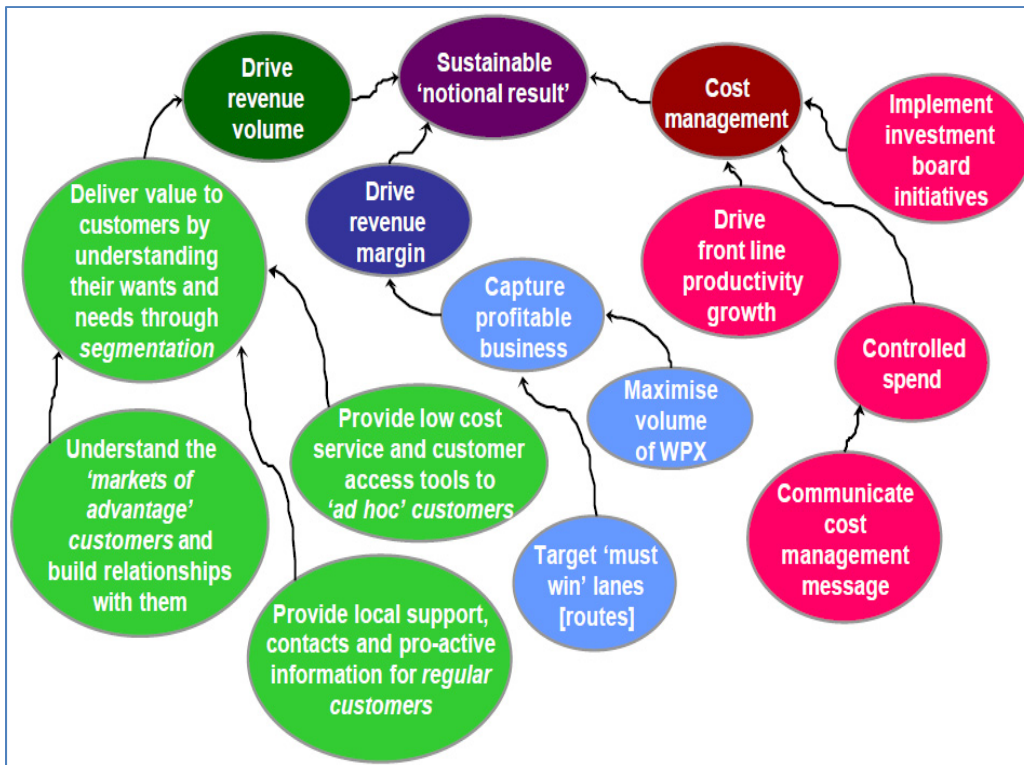 Drive
revenue
volume
Sustainable
‘notional result’
Cost
management
Implement
investment
board
initiatives
Deliver value to
customers by
understanding
their wants and
needs through
segmentation
Drive
revenue
margin
Drive
front line
productivity
growth
Capture
profitable
business
Controlled
spend
Maximise
volume
of WPX
Provide low cost
service and customer
access tools to
‘ad hoc’ customers
Understand the
‘markets of
advantage’
customers and
build relationships
with them
Communicate
cost
management
message
Target ‘must
win’ lanes
[routes]
Provide local support,
contacts and pro-active
information for regular
customers